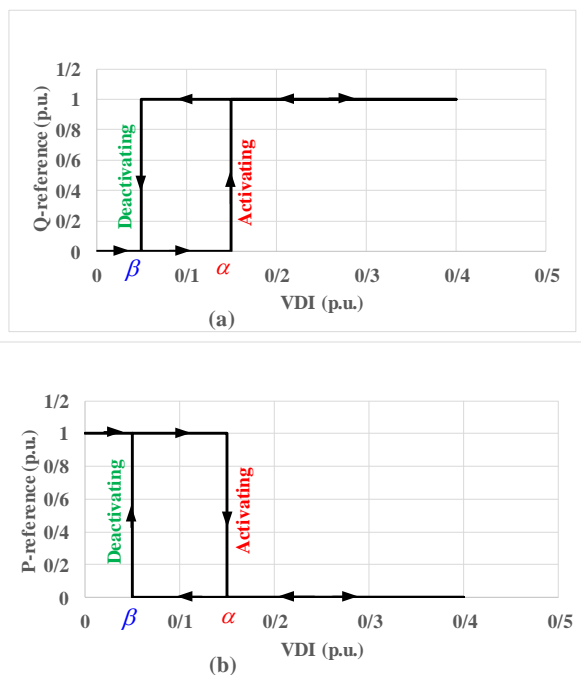 1/2
1
0/8
0/6
0/4
0/2
0
Q-reference (p.u.)
Deactivating
Activating
0 0/1 0/2 0/3 0/4 0/5
β α
VDI (p.u.)
(a)
1/2
1
0/8
0/6
0/4
0/2
0
P-reference (p.u.)
Deactivating
Activating
0 0/1 0/2 0/3 0/4 0/5
β α
VDI (p.u.)
(b)